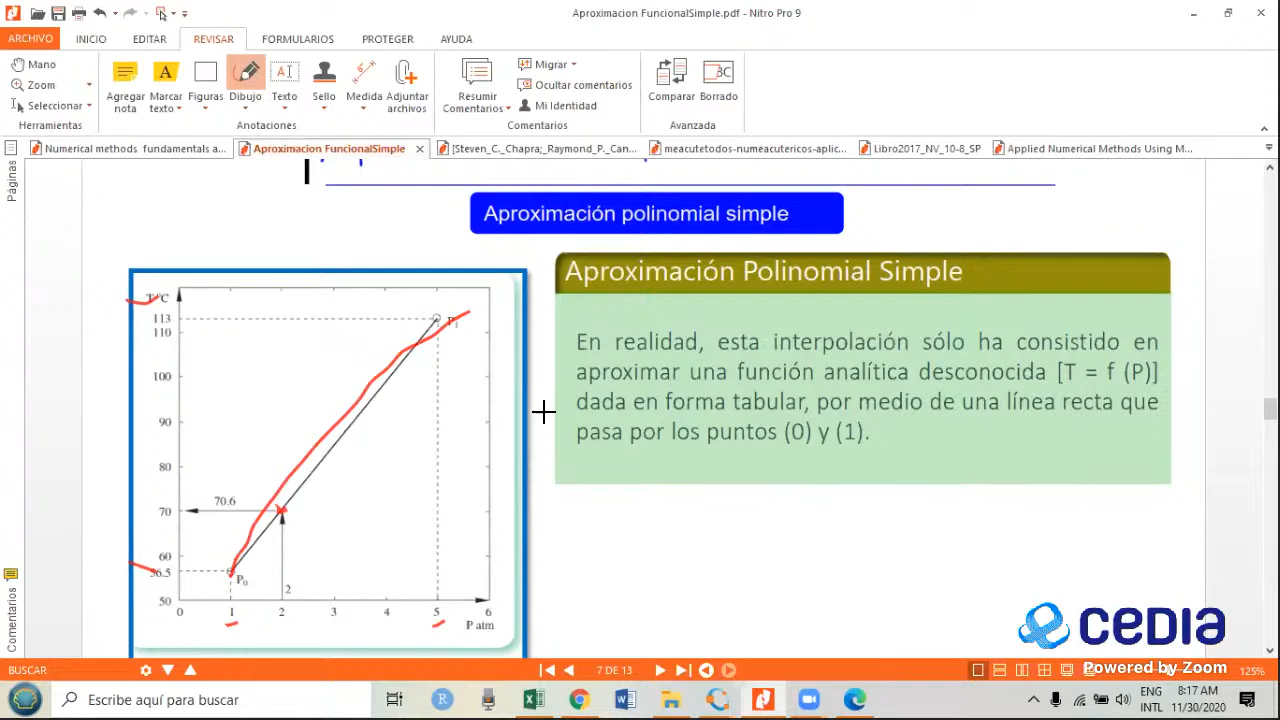 Aproximacion FuncionalSimple.pdf - Nitro Pro 9
ARCHIVO INICIO EDITAR REVISAR FORMULARIOS PROTEGER AYUDA
Mano
Zoom
Seleccionar
Herramientas
Agregar nota
Marcar texto
Figuras
Dibujo
Texto
Sello
Medida
Adjuntar archivos
Anotaciones
Resumir Comentarios
Migrar
Ocultar comentarios
Mi Identidad
Comentarios
Comparar
Borrado
Avanzada
Numerical methods fundamentals a...
Aproximacion FuncionalSimple
[Steven_C._Chapra;_Raymond_P._Can...
meacutetodos-numeacutericos-aplic...
Libro2017_NV_10-8_SP
Applied Numerical Methods Using M...
Páginas
Comentarios
Aproximación polinomial simple
T °C
113
110
100
90
80
70
60
56.5
50
70.6
P1
P0
2
0 1 2 3 4 5 6
P atm
Aproximación Polinomial Simple
En realidad, esta interpolación sólo ha consistido en
aproximar una función analítica desconocida [T = f (P)]
dada en forma tabular, por medio de una línea recta que
pasa por los puntos (0) y (1).
cedia
Powered by Zoom
BUSCAR
7 DE 13
125%
Escribe aquí para buscar
ENG
INTL
8:17 AM
11/30/2020